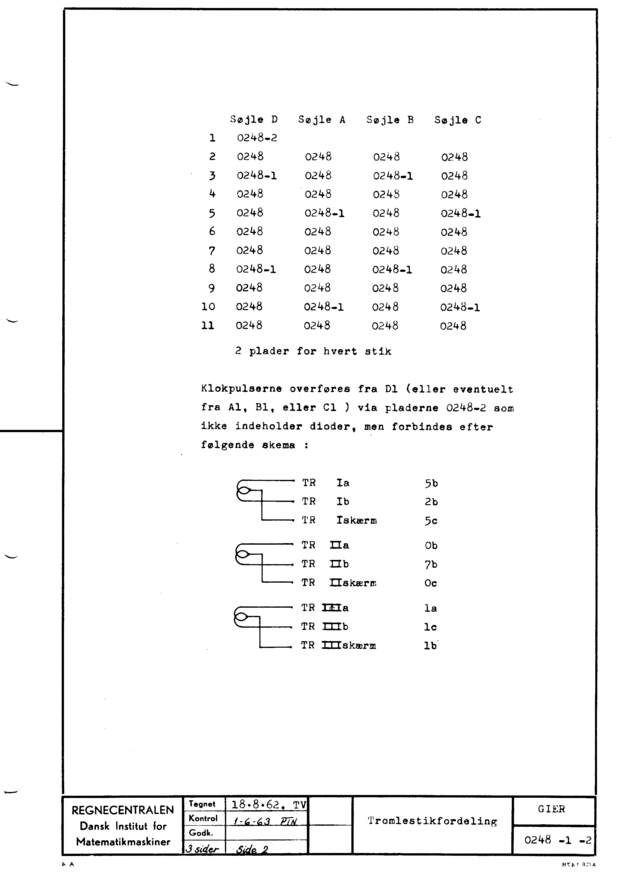 Søjle D Søjle A Søjle B Søjle C
1 0248-2
2 0248 0248 0248 0248
3 0248-1 0248 0248-1 0248
4 0248 0248 0248 0248
5 0248 0248-1 0248 0248-1
6 0248 0248 0248 0248
7 0248 0248 0248 0248
8 0248-1 0248 0248-1 0248
9 0248 0248 0248 0248
10 0248 0248-1 0248 0248-1
11 0248 0248 0248 0248
2 plader for hvert stik
Klokpulserne overføres fra D1 (eller eventuelt
fra A1, B1, eller C1 ) via pladerne 0248-2 som
ikke indeholder dioder, men forbindes efter
følgende skema :
TR Ia 5b
TR Ib 2b
TR Iskærm 5c
TR IIa 0b
TR IIb 7b
TR IIskærm 0c
TR IIIa 1a
TR IIIb 1c
TR IIIskærm 1b
REGNECENTRALEN
Dansk Institut for
Matematikmaskiner
Tegnet 18.8.62. TV
Kontrol 1-6-63 PTN
Godk.
3 sider Side 2
Tromlestikfordeling
GIER
0248 -1 -2